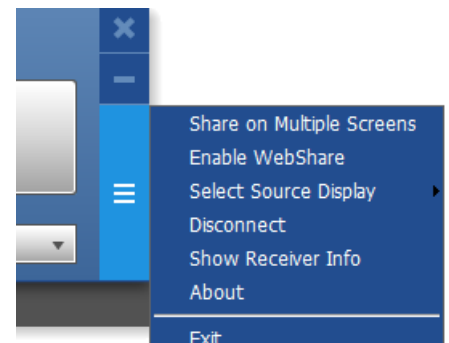 Share on Multiple Screens
Enable WebShare
Select Source Display
Disconnect
Show Receiver Info
About
Exit